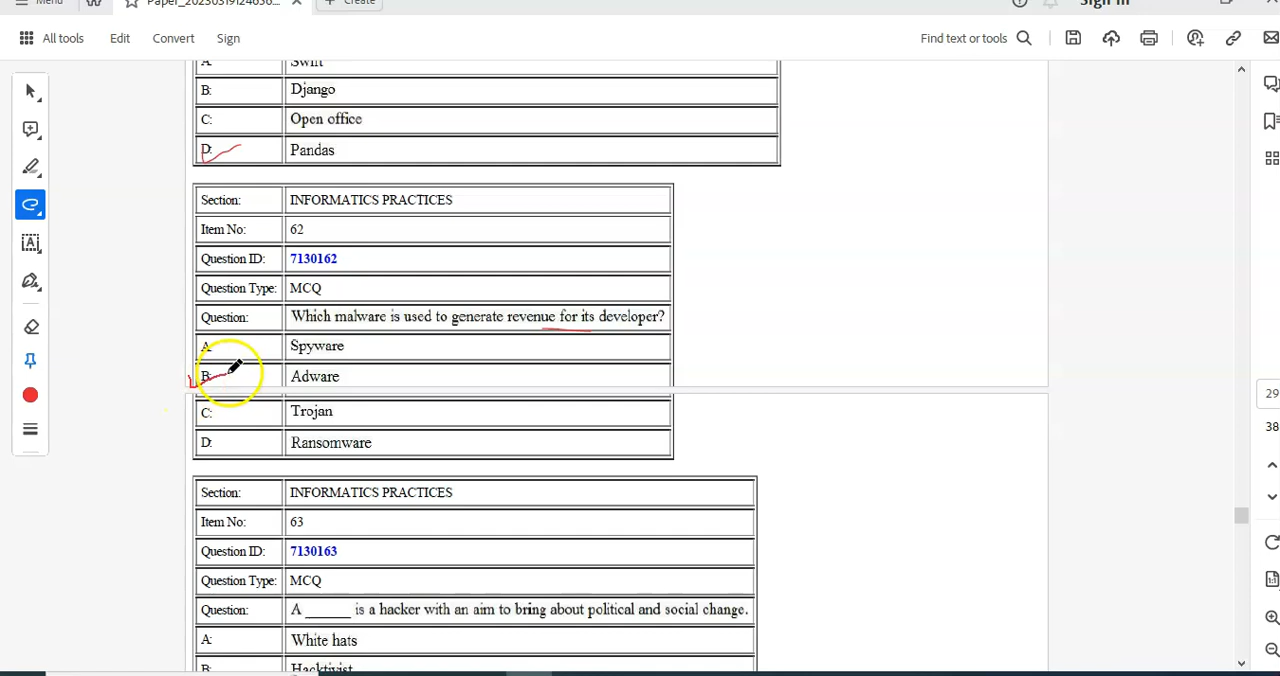 Menu
Paper_20230319124636...
Create
Sign in
All tools
Edit
Convert
Sign
Find text or tools
A: Swift
B: Django
C: Open office
D: Pandas
Section: INFORMATICS PRACTICES
Item No: 62
Question ID: 7130162
Question Type: MCQ
Question: Which malware is used to generate revenue for its developer?
A: Spyware
B: Adware
C: Trojan
D: Ransomware
Section: INFORMATICS PRACTICES
Item No: 63
Question ID: 7130163
Question Type: MCQ
Question: A ______ is a hacker with an aim to bring about political and social change.
A: White hats
B: Hacktivist
29
38
1:1